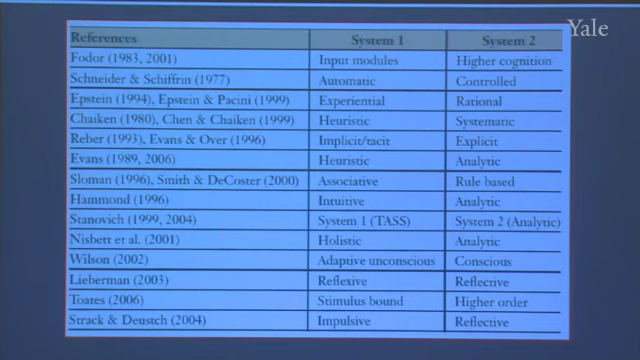 Yale
References System 1 System 2
Fodor (1983, 2001) Input modules Higher cognition
Schneider & Schiffrin (1977) Automatic Controlled
Epstein (1994), Epstein & Pacini (1999) Experiential Rational
Chaiken (1980), Chen & Chaiken (1999) Heuristic Systematic
Reber (1993), Evans & Over (1996) Implicit/tacit Explicit
Evans (1989, 2006) Heuristic Analytic
Sloman (1996), Smith & DeCoster (2000) Associative Rule based
Hammond (1996) Intuitive Analytic
Stanovich (1999, 2004) System 1 (TASS) System 2 (Analytic)
Nisbett et al. (2001) Holistic Analytic
Wilson (2002) Adaptive unconscious Conscious
Lieberman (2003) Reflexive Reflective
Toates (2006) Stimulus bound Higher order
Strack & Deustch (2004) Impulsive Reflective